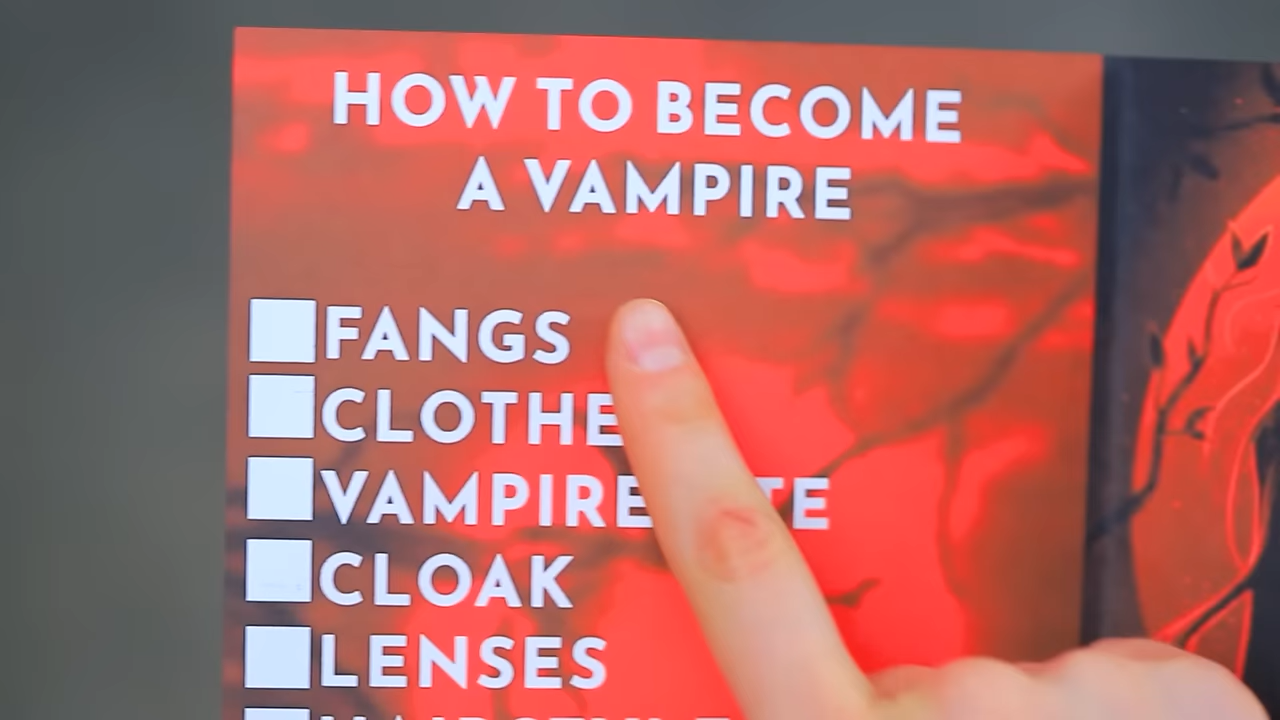 HOW TO BECOME
A VAMPIRE
FANGS
CLOTHE
VAMPIRE TE
CLOAK
LENSES